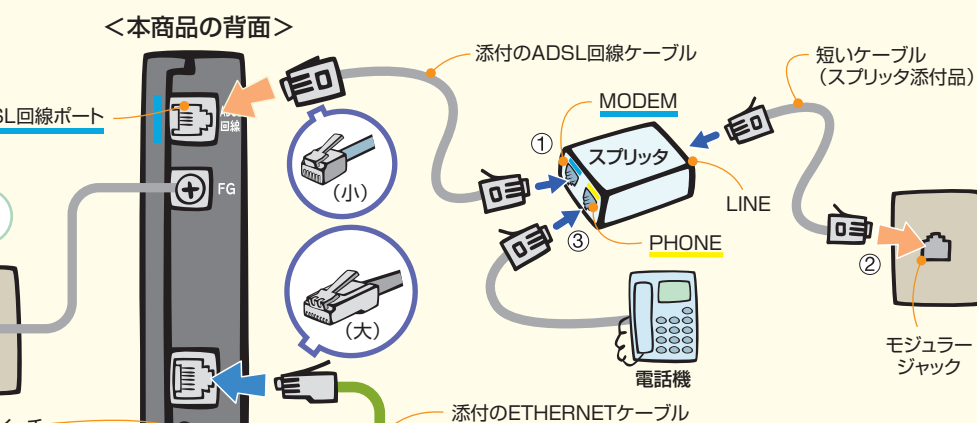 ＜本商品の背面＞
添付のADSL回線ケーブル
短いケーブル
（スプリッタ添付品）
SL回線ポート
回線
MODEM
①
スプリッタ
（小）
FG
LINE
③
PHONE
②
（大）
電話機
モジュラー
ジャック
添付のETHERNETケーブル